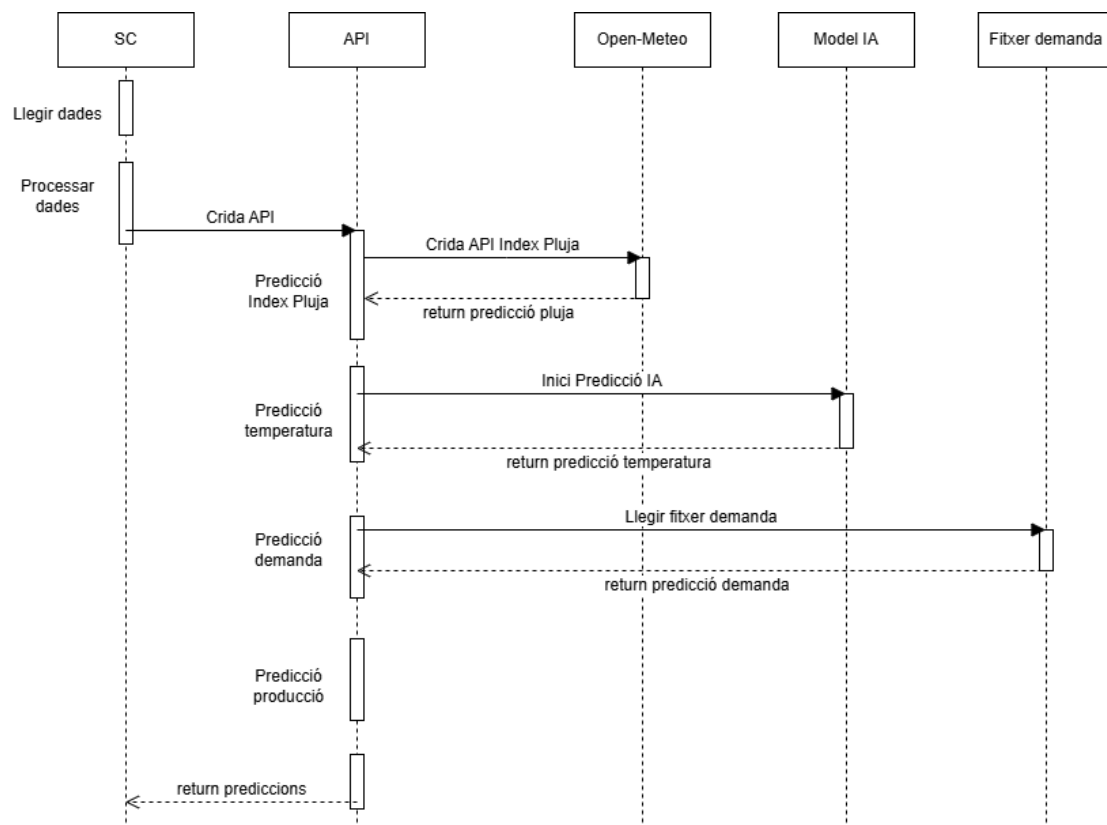 SC
API
Open-Meteo
Model IA
Fitxer demanda
Llegir dades
Processar
dades
Crida API
Crida API Index Pluja
Predicció
Index Pluja
return predicció pluja
Inici Predicció IA
Predicció
temperatura
return predicció temperatura
Llegir fitxer demanda
Predicció
demanda
return predicció demanda
Predicció
producció
return prediccions